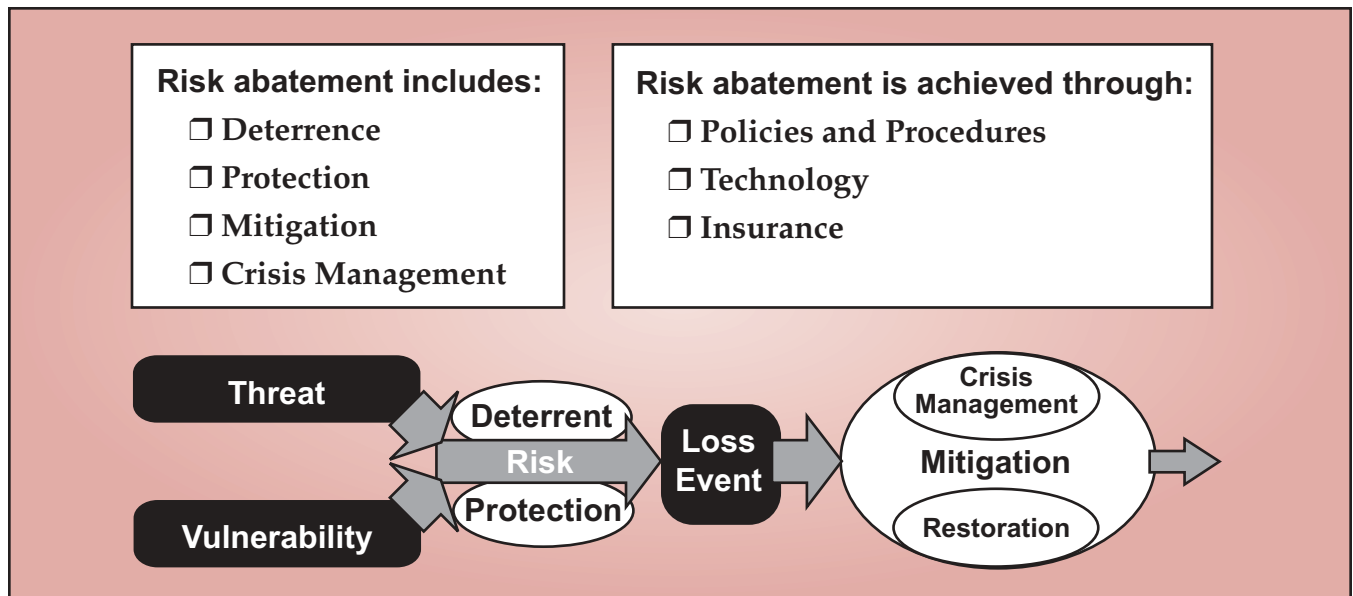 Risk abatement includes:
❒ Deterrence
❒ Protection
❒ Mitigation
❒ Crisis Management
Risk abatement is achieved through:
❒ Policies and Procedures
❒ Technology
❒ Insurance
Threat
Vulnerability
Deterrent
Risk
Protection
Loss
Event
Crisis
Management
Mitigation
Restoration